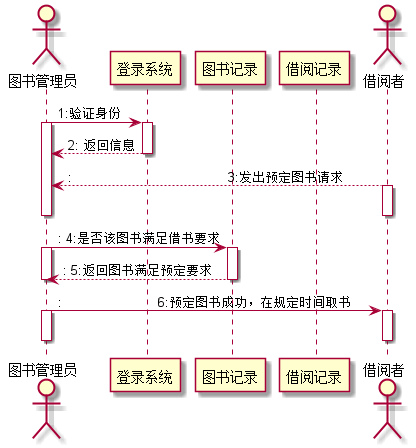 图书管理员
登录系统
图书记录
借阅记录
借阅者
1:验证身份
2: 返回信息
: 3:发出预定图书请求
: 4:是否该图书满足借书要求
: 5:返回图书满足预定要求
: 6:预定图书成功，在规定时间取书
图书管理员
登录系统
图书记录
借阅记录
借阅者